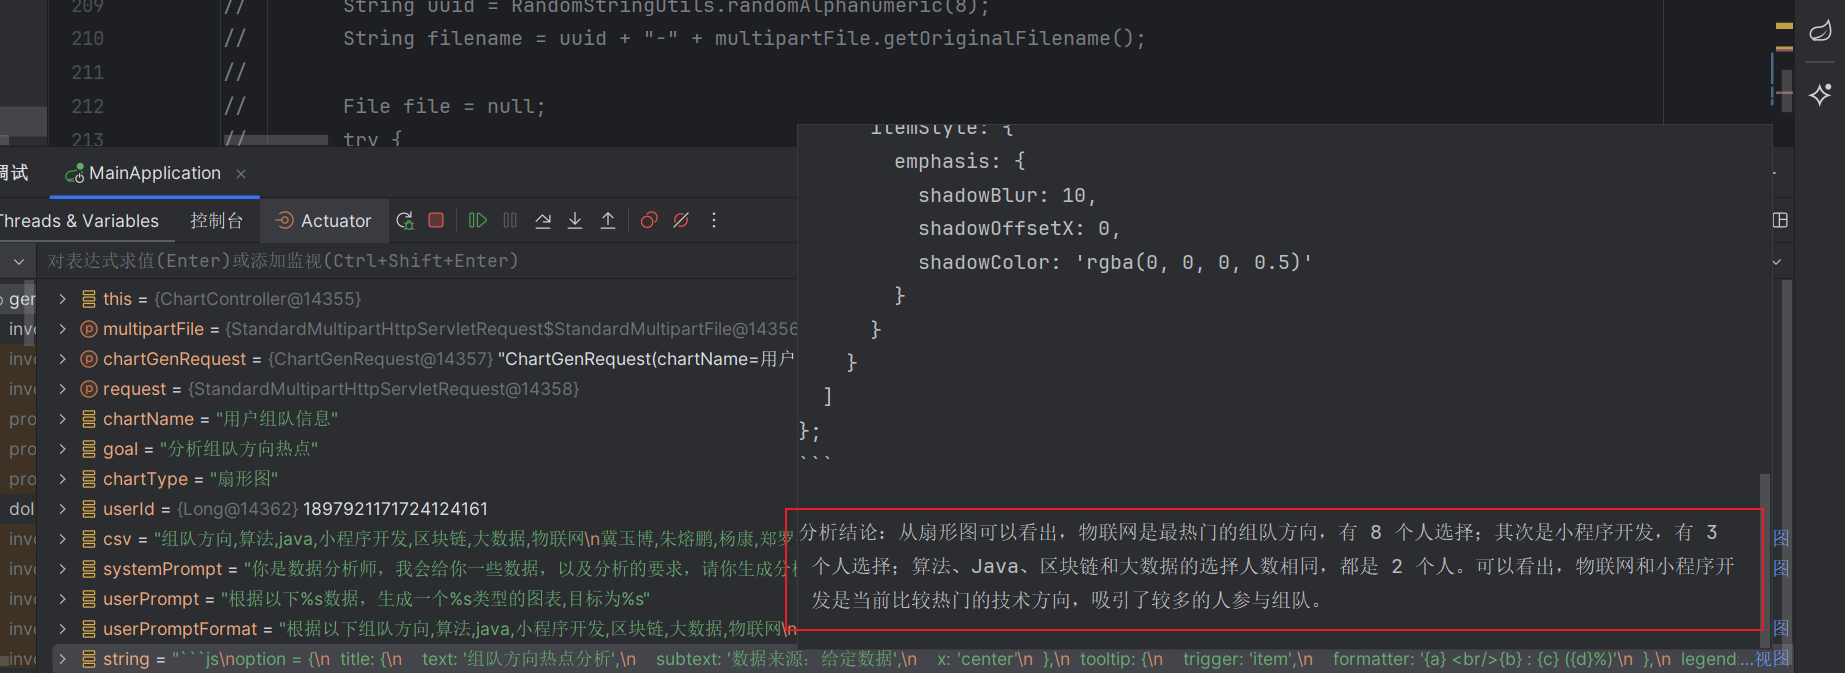 209 // String uuid = RandomStringUtils.randomAlphanumeric(8);
210 // String filename = uuid + "-" + multipartFile.getOriginalFilename();
211 //
212 // File file = null;
213 // try {
itemStyle: {
emphasis: {
shadowBlur: 10,
shadowOffsetX: 0,
shadowColor: 'rgba(0, 0, 0, 0.5)'
}
}
}
]
};
```
分析结论：从扇形图可以看出，物联网是最热门的组队方向，有 8 个人选择；其次是小程序开发，有 3
个人选择；算法、Java、区块链和大数据的选择人数相同，都是 2 个人。可以看出，物联网和小程序开
发是当前比较热门的技术方向，吸引了较多的人参与组队。
调试 MainApplication ×
Threads & Variables 控制台 Actuator
对表达式求值(Enter)或添加监视(Ctrl+Shift+Enter)
ger
invo
invo
invo
pro
pro
pro
dol
invo
invo
invo
invo
invo
this = {ChartController@14355}
multipartFile = {StandardMultipartHttpServletRequest$StandardMultipartFile@14356
chartGenRequest = {ChartGenRequest@14357} "ChartGenRequest(chartName=用户
request = {StandardMultipartHttpServletRequest@14358}
chartName = "用户组队信息"
goal = "分析组队方向热点"
chartType = "扇形图"
userId = {Long@14362} 1897921171724124161
csv = "组队方向,算法,java,小程序开发,区块链,大数据,物联网\n冀玉博,朱熔鹏,杨康,郑罗 图
systemPrompt = "你是数据分析师，我会给你一些数据，以及分析的要求，请你生成分析 图
userPrompt = "根据以下%s数据，生成一个%s类型的图表,目标为%s"
userPromptFormat = "根据以下组队方向,算法,java,小程序开发,区块链,大数据,物联网\n 图
string = "```js\noption = {\n title: {\n text: '组队方向热点分析',\n subtext: '数据来源：给定数据',\n x: 'center'\n },\n tooltip: {\n trigger: 'item',\n formatter: '{a} <br/>{b} : {c} ({d}%)'\n },\n legend:...视图